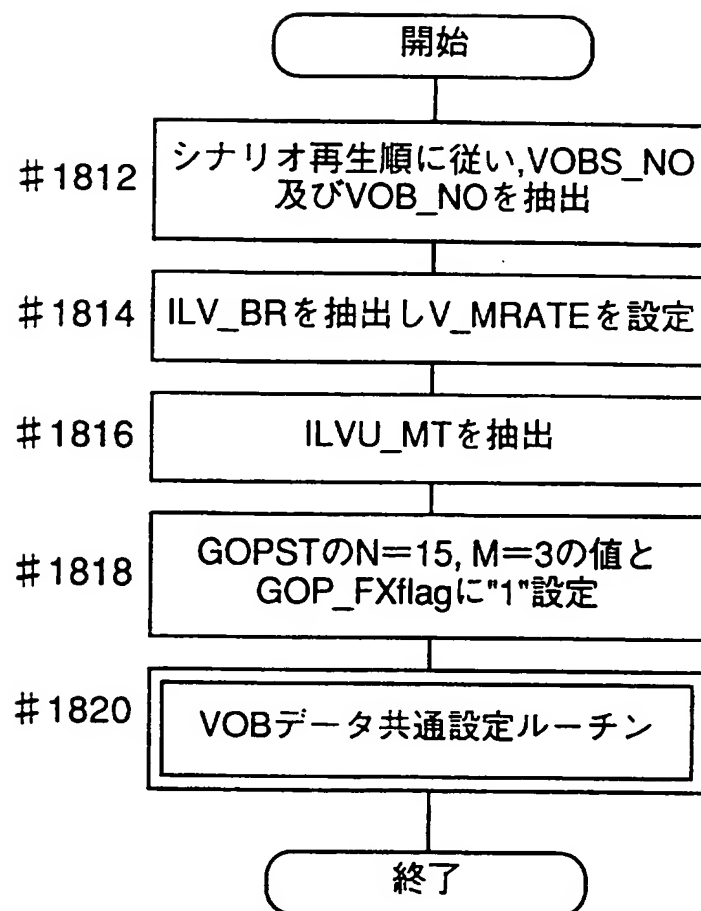 開始
#1812
シナリオ再生順に従い,VOBS_NO
及びVOB_NOを抽出
#1814
ILV_BRを抽出しV_MRATEを設定
#1816
ILVU_MTを抽出
#1818
GOPSTのN=15, M=3の値と
GOP_FXflagに"1"設定
#1820
VOBデータ共通設定ルーチン
終了